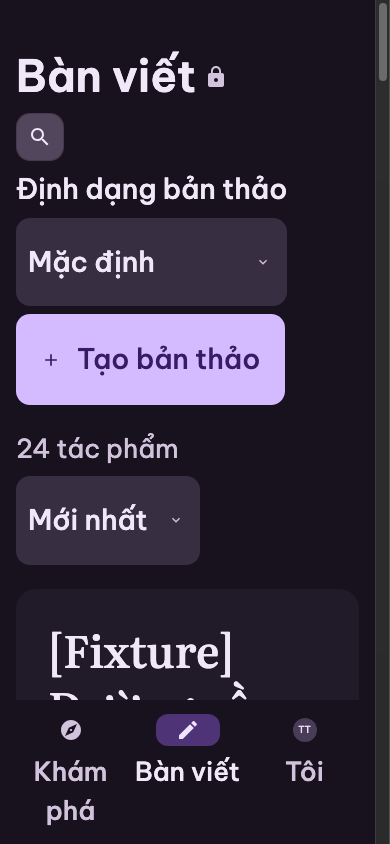 Bàn viết
Định dạng bản thảo
Mặc định
+ Tạo bản thảo
24 tác phẩm
Mới nhất
[Fixture]
Khám phá
Bàn viết
TT
Tôi